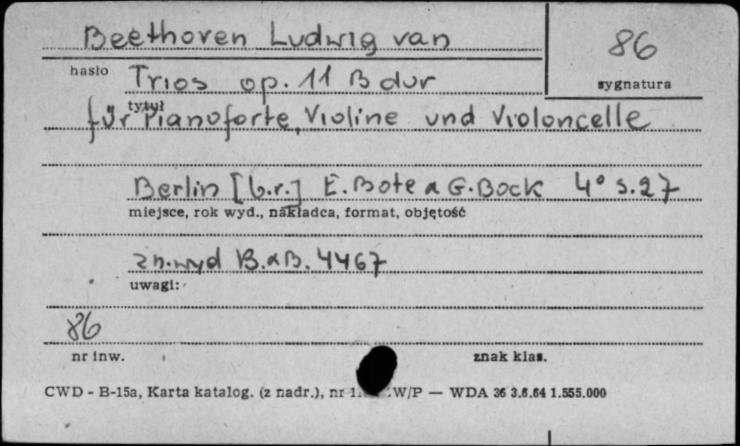 Beethoven Ludwig van
86
hasło
Trios op. 11 B dur
sygnatura
tytuł
für Pianoforte, Violine und Violoncelle
Berlin [b.r.] E. Bote & G. Bock 4° s. 27
miejsce, rok wyd., nakładca, format, objętość
zn. wyd B. & B. 4467
uwagi:
86
nr inw.
znak klas.
CWD - B-15a, Karta katalog. (z nadr.), nr W/P — WDA 36 3.6.64 1.555.000